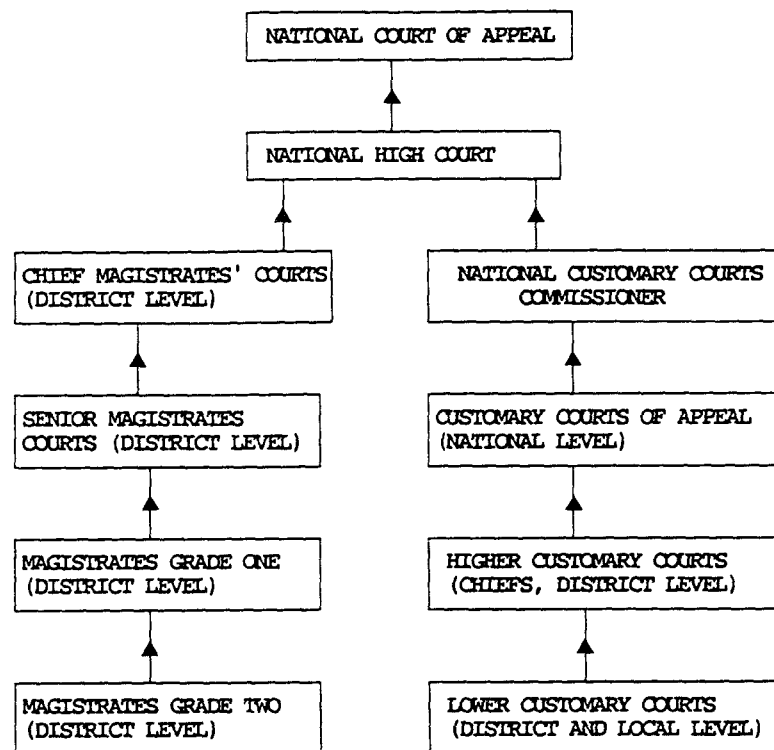 NATIONAL COURT OF APPEAL
NATIONAL HIGH COURT
CHIEF MAGISTRATES' COURTS
(DISTRICT LEVEL)
NATIONAL CUSTOMARY COURTS
COMMISSIONER
SENIOR MAGISTRATES
COURTS (DISTRICT LEVEL)
CUSTOMARY COURTS OF APPEAL
(NATIONAL LEVEL)
MAGISTRATES GRADE ONE
(DISTRICT LEVEL)
HIGHER CUSTOMARY COURTS
(CHIEFS, DISTRICT LEVEL)
MAGISTRATES GRADE TWO
(DISTRICT LEVEL)
LOWER CUSTOMARY COURTS
(DISTRICT AND LOCAL LEVEL)